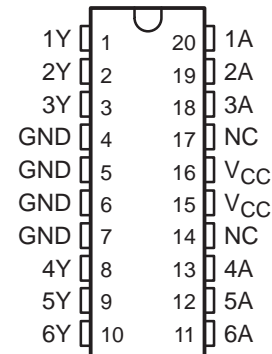 1Y 1 20 1A
2Y 2 19 2A
3Y 3 18 3A
GND 4 17 NC
GND 5 16 VCC
GND 6 15 VCC
GND 7 14 NC
4Y 8 13 4A
5Y 9 12 5A
6Y 10 11 6A